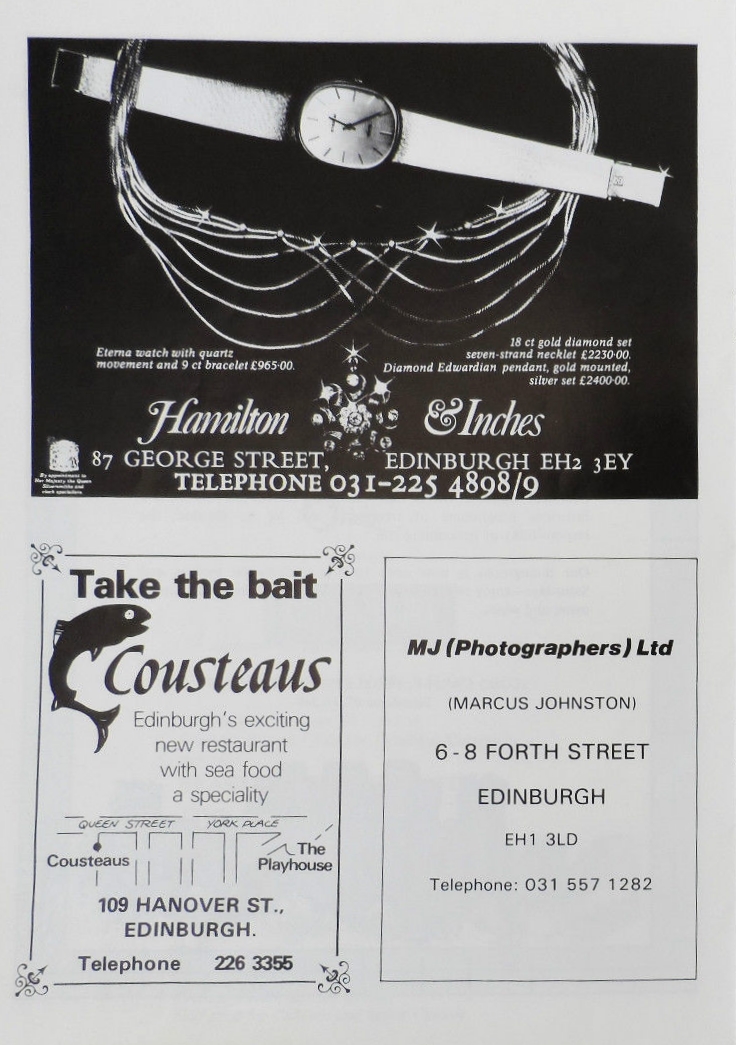 Eterna watch with quartz
movement and 9 ct bracelet £965·00.
18 ct gold diamond set
seven-strand necklet £2230·00.
Diamond Edwardian pendant, gold mounted,
silver set £2400·00.
Hamilton & Inches
87 GEORGE STREET, EDINBURGH EH2 3EY
TELEPHONE 031-225 4898/9
By appointment to
Her Majesty the Queen
Silversmiths and
clock specialists
Take the bait
Cousteaus
Edinburgh's exciting
new restaurant
with sea food
a speciality
QUEEN STREET YORK PLACE
Cousteaus
The
Playhouse
109 HANOVER ST.,
EDINBURGH.
Telephone 226 3355
MJ (Photographers) Ltd
(MARCUS JOHNSTON)
6-8 FORTH STREET
EDINBURGH
EH1 3LD
Telephone: 031 557 1282